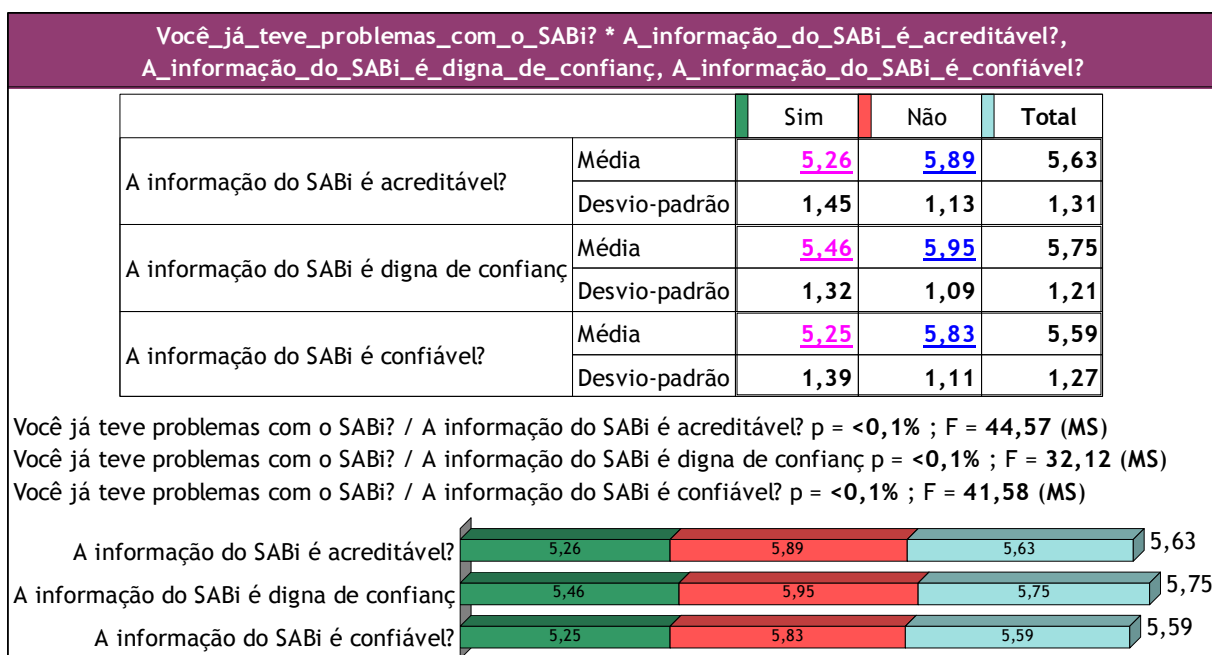 Você_já_teve_problemas_com_o_SABi? * A_informação_do_SABi_é_acreditável?,
A_informação_do_SABi_é_digna_de_confianç, A_informação_do_SABi_é_confiável?
Sim Não Total
A informação do SABi é acreditável? Média 5,26 5,89 5,63
Desvio-padrão 1,45 1,13 1,31
A informação do SABi é digna de confianç Média 5,46 5,95 5,75
Desvio-padrão 1,32 1,09 1,21
A informação do SABi é confiável? Média 5,25 5,83 5,59
Desvio-padrão 1,39 1,11 1,27
Você já teve problemas com o SABi? / A informação do SABi é acreditável? p = <0,1% ; F = 44,57 (MS)
Você já teve problemas com o SABi? / A informação do SABi é digna de confianç p = <0,1% ; F = 32,12 (MS)
Você já teve problemas com o SABi? / A informação do SABi é confiável? p = <0,1% ; F = 41,58 (MS)
A informação do SABi é acreditável? 5,26 5,89 5,63 5,63
A informação do SABi é digna de confianç 5,46 5,95 5,75 5,75
A informação do SABi é confiável? 5,25 5,83 5,59 5,59